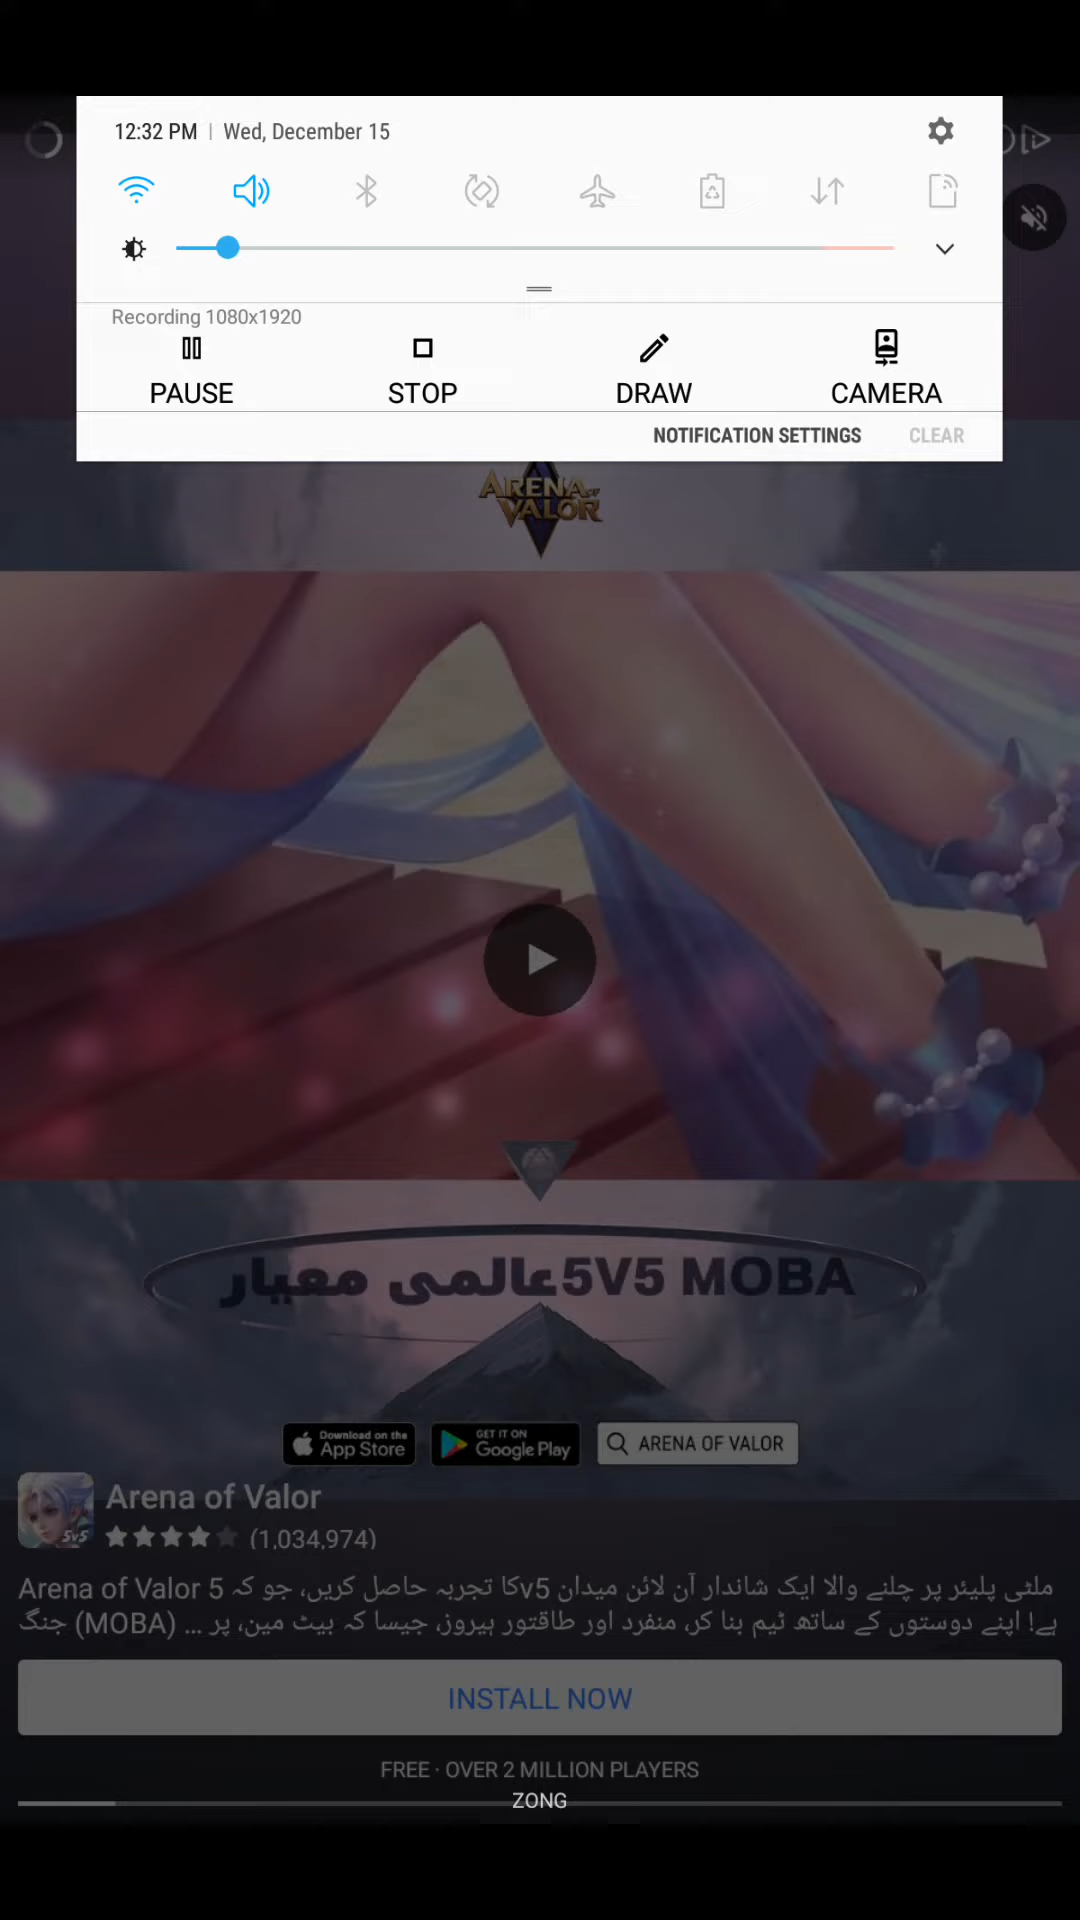 12:32 PM | Wed, December 15
Recording 1080x1920
PAUSE STOP DRAW CAMERA
NOTIFICATION SETTINGS CLEAR
ARENA OF
VALOR
5V5 MOBA عالمی معیار
Download on the
App Store
GET IT ON
Google Play
ARENA OF VALOR
5v5
Arena of Valor
(1,034,974)
Arena of Valor 5 ملٹی پلیئر پر چلنے والا ایک شاندار آن لائن میدان v5کا تجربہ حاصل کریں، جو کہ
جنگ (MOBA) ... ہے! اپنے دوستوں کے ساتھ ٹیم بنا کر، منفرد اور طاقتور ہیروز، جیسا کہ بیٹ مین، پر
INSTALL NOW
FREE · OVER 2 MILLION PLAYERS
ZONG